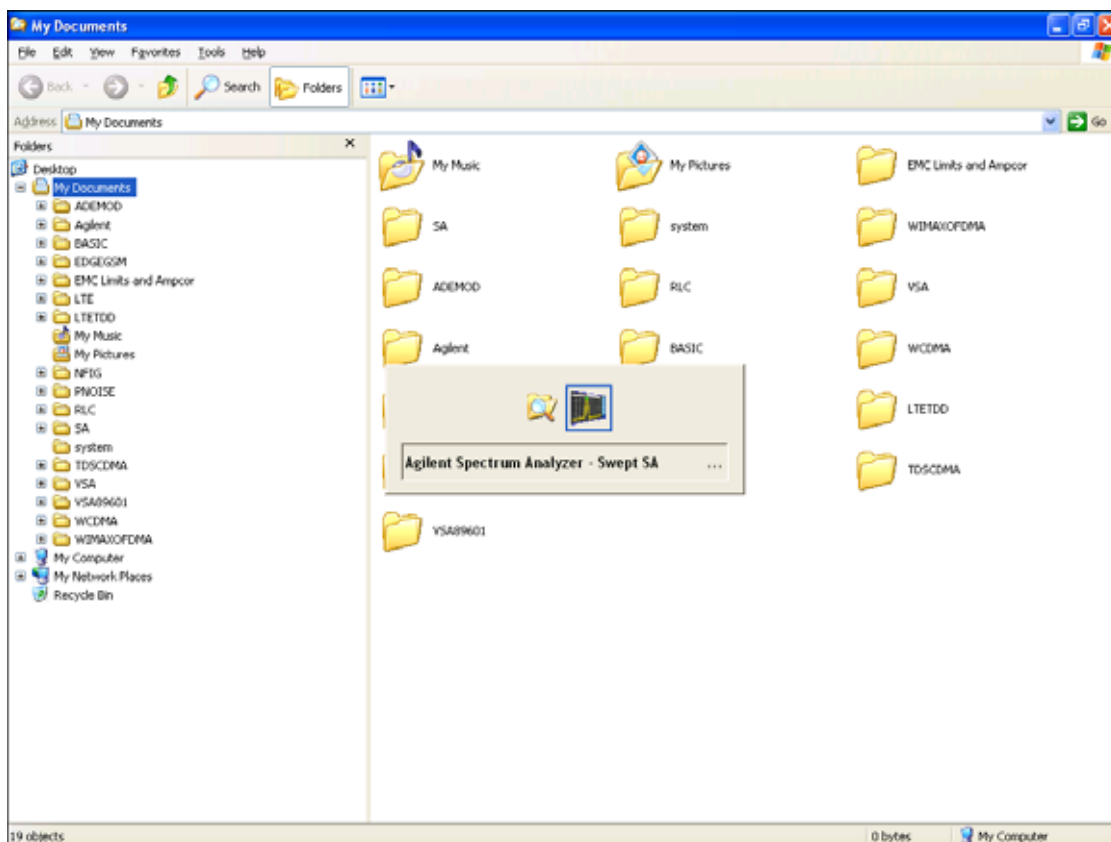 My Documents
File Edit View Favorites Tools Help
Back Search Folders
Address My Documents Go
Folders
Desktop
My Documents
ADEMOD
Agilent
BASIC
EDGEGSM
EMC Limits and Ampcor
LTE
LTETDD
My Music
My Pictures
NFIG
PNOISE
RLC
SA
system
TDSCDMA
VSA
VSA89601
WCDMA
WIMAXOFDMA
My Computer
My Network Places
Recycle Bin
My Music My Pictures EMC Limits and Ampcor
SA system WIMAXOFDMA
ADEMOD RLC VSA
Agilent BASIC WCDMA
LTETDD
TDSCDMA
VSA89601
Agilent Spectrum Analyzer - Swept SA ...
19 objects 0 bytes My Computer